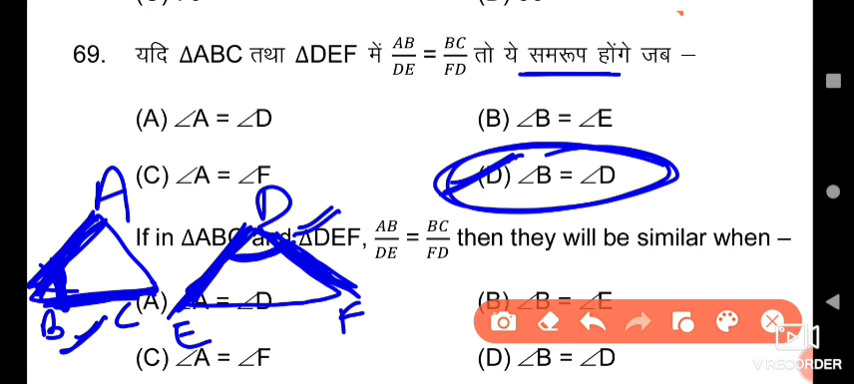 69. यदि ΔABC तथा ΔDEF में AB/DE = BC/FD तो ये समरूप होंगे जब –
(A) ∠A = ∠D (B) ∠B = ∠E
(C) ∠A = ∠F (D) ∠B = ∠D
A D
If in ΔABC and ΔDEF, AB/DE = BC/FD then they will be similar when –
(A) ∠A = ∠D (B) ∠B = ∠E
B C E F
(C) ∠A = ∠F (D) ∠B = ∠D
V RECORDER